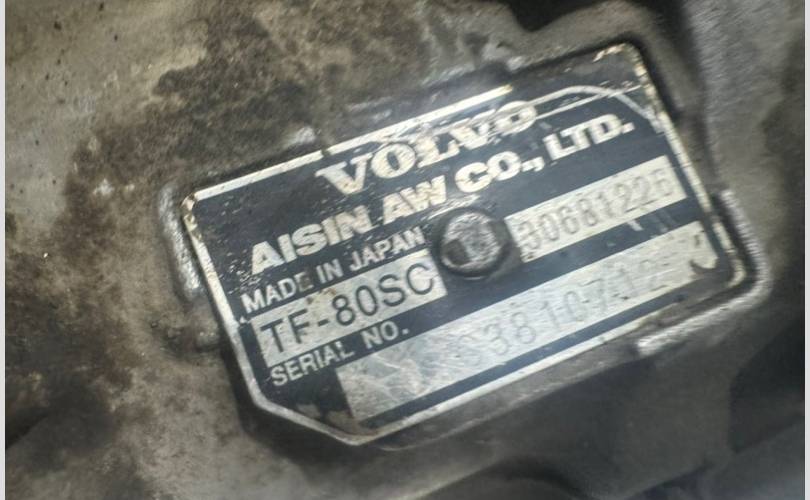 VOLVO
AISIN AW CO., LTD.
MADE IN JAPAN
30681226
TF-80SC
SERIAL NO.